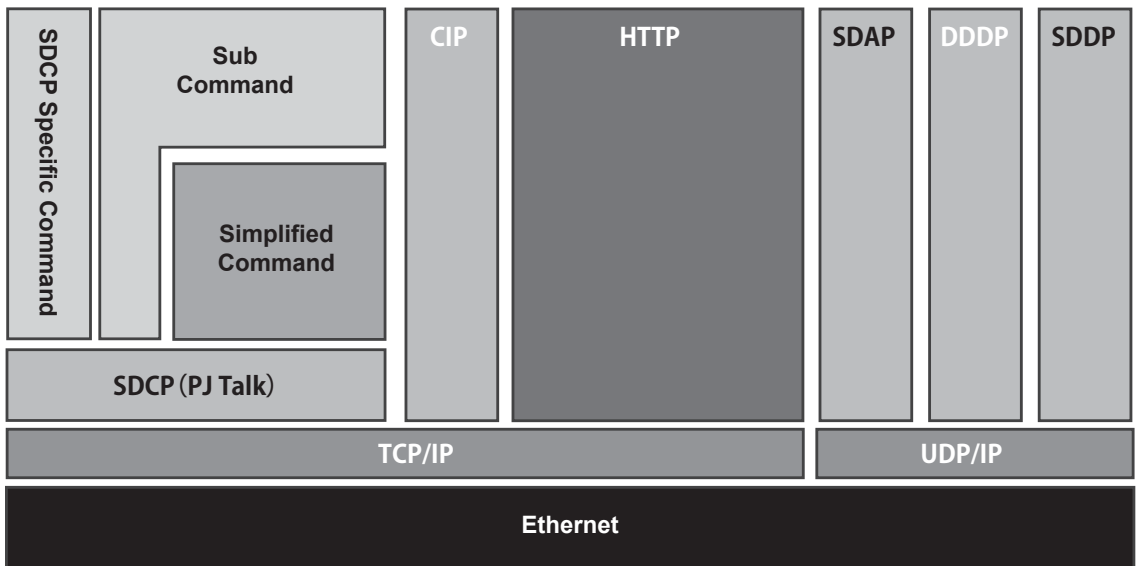 SDCP Specific Command
Sub
Command
Simplified
Command
SDCP（PJ Talk）
CIP
HTTP
SDAP
DDDP
SDDP
TCP/IP
UDP/IP
Ethernet